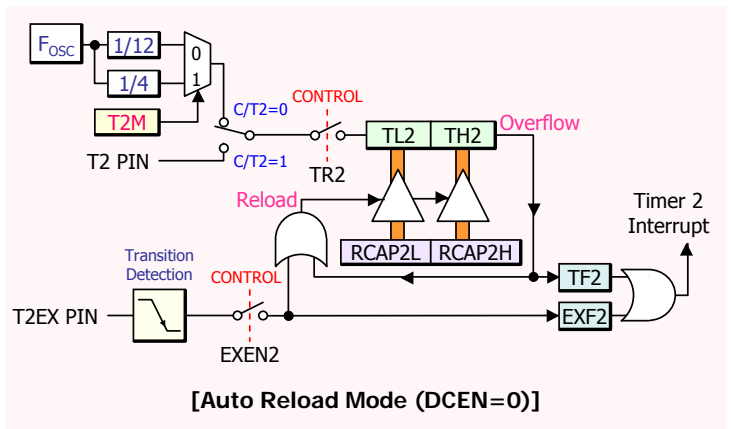 FOSC
1/12
0
1/4
1
T2M
C/T2=0
CONTROL
TL2
TH2
Overflow
T2 PIN
C/T2=1
TR2
Reload
Timer 2
Interrupt
RCAP2L
RCAP2H
Transition
Detection
CONTROL
TF2
T2EX PIN
EXF2
EXEN2
[Auto Reload Mode (DCEN=0)]